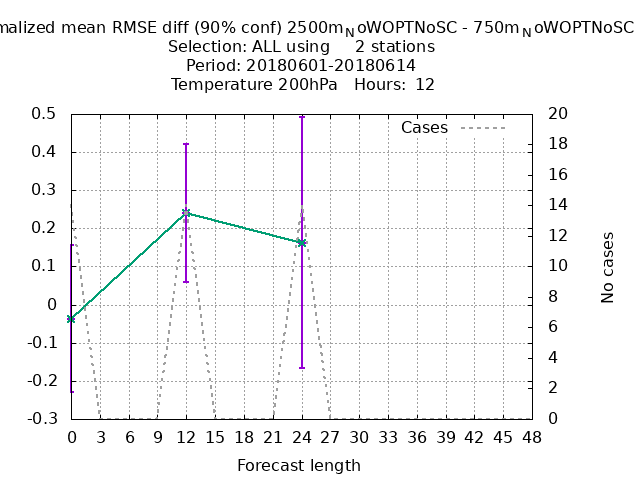 malized mean RMSE diff (90% conf) 2500mNoWOPTNoSC - 750mNoWOPTNoSC
Selection: ALL using 2 stations
Period: 20180601-20180614
Temperature 200hPa Hours: 12
Cases
0.5
0.4
0.3
0.2
0.1
0
-0.1
-0.2
-0.3
20
18
16
14
12
10
8
6
4
2
0
No cases
0 3 6 9 12 15 18 21 24 27 30 33 36 39 42 45 48
Forecast length